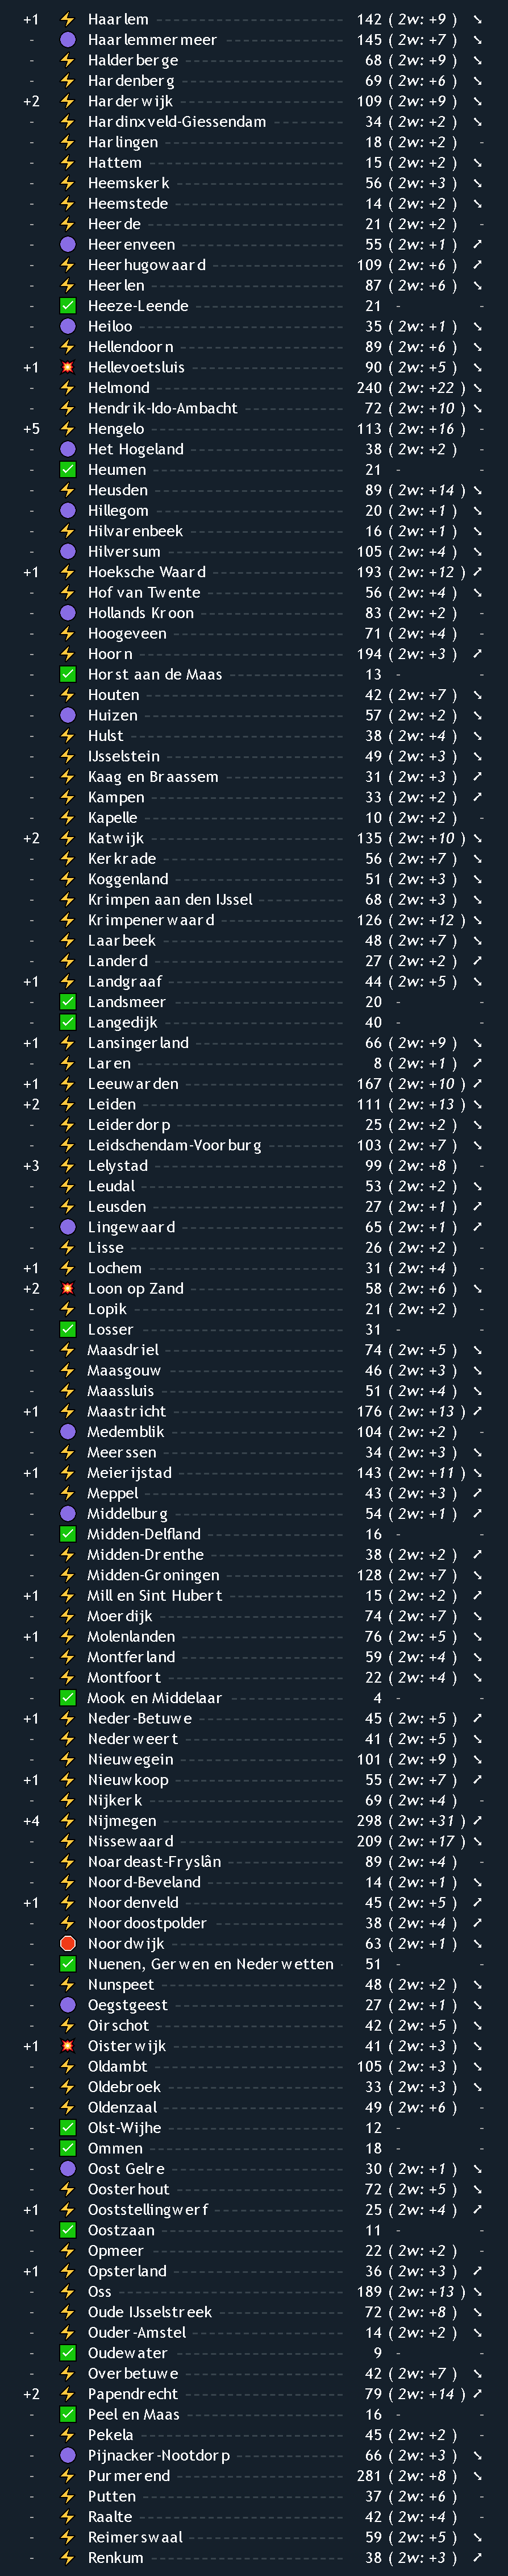 +1 ⚡ Haarlem 142 ( 2w: +9 ) ↘
- 🟣 Haarlemmermeer 145 ( 2w: +7 ) ↘
- ⚡ Halderberge 68 ( 2w: +9 ) ↘
- ⚡ Hardenberg 69 ( 2w: +6 ) ↘
+2 ⚡ Harderwijk 109 ( 2w: +9 ) ↘
- ⚡ Hardinxveld-Giessendam 34 ( 2w: +2 ) ↘
- ⚡ Harlingen 18 ( 2w: +2 ) -
- ⚡ Hattem 15 ( 2w: +2 ) ↘
- ⚡ Heemskerk 56 ( 2w: +3 ) ↘
- ⚡ Heemstede 14 ( 2w: +2 ) ↘
- ⚡ Heerde 21 ( 2w: +2 ) -
- 🟣 Heerenveen 55 ( 2w: +1 ) ↗
- ⚡ Heerhugowaard 109 ( 2w: +6 ) ↗
- ⚡ Heerlen 87 ( 2w: +6 ) ↘
- ✅ Heeze-Leende 21 - -
- 🟣 Heiloo 35 ( 2w: +1 ) ↘
- ⚡ Hellendoorn 89 ( 2w: +6 ) ↘
+1 💥 Hellevoetsluis 90 ( 2w: +5 ) ↘
- ⚡ Helmond 240 ( 2w: +22 ) ↘
- ⚡ Hendrik-Ido-Ambacht 72 ( 2w: +10 ) ↘
+5 ⚡ Hengelo 113 ( 2w: +16 ) -
- 🟣 Het Hogeland 38 ( 2w: +2 ) -
- ✅ Heumen 21 - -
- ⚡ Heusden 89 ( 2w: +14 ) ↘
- 🟣 Hillegom 20 ( 2w: +1 ) ↘
- ⚡ Hilvarenbeek 16 ( 2w: +1 ) ↘
- 🟣 Hilversum 105 ( 2w: +4 ) ↘
+1 ⚡ Hoeksche Waard 193 ( 2w: +12 ) ↗
- ⚡ Hof van Twente 56 ( 2w: +4 ) ↘
- 🟣 Hollands Kroon 83 ( 2w: +2 ) -
- ⚡ Hoogeveen 71 ( 2w: +4 ) -
- ⚡ Hoorn 194 ( 2w: +3 ) ↗
- ✅ Horst aan de Maas 13 - -
- ⚡ Houten 42 ( 2w: +7 ) ↘
- 🟣 Huizen 57 ( 2w: +2 ) ↘
- ⚡ Hulst 38 ( 2w: +4 ) ↘
- ⚡ IJsselstein 49 ( 2w: +3 ) ↘
- ⚡ Kaag en Braassem 31 ( 2w: +3 ) ↗
- ⚡ Kampen 33 ( 2w: +2 ) ↗
- ⚡ Kapelle 10 ( 2w: +2 ) -
+2 ⚡ Katwijk 135 ( 2w: +10 ) ↘
- ⚡ Kerkrade 56 ( 2w: +7 ) ↘
- ⚡ Koggenland 51 ( 2w: +3 ) ↘
- ⚡ Krimpen aan den IJssel 68 ( 2w: +3 ) ↘
- ⚡ Krimpenerwaard 126 ( 2w: +12 ) ↘
- ⚡ Laarbeek 48 ( 2w: +7 ) ↘
- ⚡ Landerd 27 ( 2w: +2 ) ↗
+1 ⚡ Landgraaf 44 ( 2w: +5 ) ↘
- ✅ Landsmeer 20 - -
- ✅ Langedijk 40 - -
+1 ⚡ Lansingerland 66 ( 2w: +9 ) ↘
- ⚡ Laren 8 ( 2w: +1 ) ↗
+1 ⚡ Leeuwarden 167 ( 2w: +10 ) ↗
+2 ⚡ Leiden 111 ( 2w: +13 ) ↘
- ⚡ Leiderdorp 25 ( 2w: +2 ) ↘
- ⚡ Leidschendam-Voorburg 103 ( 2w: +7 ) ↘
+3 ⚡ Lelystad 99 ( 2w: +8 ) -
- ⚡ Leudal 53 ( 2w: +2 ) ↘
- ⚡ Leusden 27 ( 2w: +1 ) ↗
- 🟣 Lingewaard 65 ( 2w: +1 ) ↗
- ⚡ Lisse 26 ( 2w: +2 ) -
+1 ⚡ Lochem 31 ( 2w: +4 ) -
+2 💥 Loon op Zand 58 ( 2w: +6 ) ↘
- ⚡ Lopik 21 ( 2w: +2 ) -
- ✅ Losser 31 - -
- ⚡ Maasdriel 74 ( 2w: +5 ) ↘
- ⚡ Maasgouw 46 ( 2w: +3 ) ↘
- ⚡ Maassluis 51 ( 2w: +4 ) ↘
+1 ⚡ Maastricht 176 ( 2w: +13 ) ↗
- 🟣 Medemblik 104 ( 2w: +2 ) -
- ⚡ Meerssen 34 ( 2w: +3 ) ↘
+1 ⚡ Meierijstad 143 ( 2w: +11 ) ↘
- ⚡ Meppel 43 ( 2w: +3 ) ↗
- 🟣 Middelburg 54 ( 2w: +1 ) ↗
- ✅ Midden-Delfland 16 - -
- ⚡ Midden-Drenthe 38 ( 2w: +2 ) ↗
- ⚡ Midden-Groningen 128 ( 2w: +7 ) ↘
+1 ⚡ Mill en Sint Hubert 15 ( 2w: +2 ) ↗
- ⚡ Moerdijk 74 ( 2w: +7 ) ↘
+1 ⚡ Molenlanden 76 ( 2w: +5 ) ↘
- ⚡ Montferland 59 ( 2w: +4 ) ↘
- ⚡ Montfoort 22 ( 2w: +4 ) ↘
- ✅ Mook en Middelaar 4 - -
+1 ⚡ Neder-Betuwe 45 ( 2w: +5 ) ↗
- ⚡ Nederweert 41 ( 2w: +5 ) ↘
- ⚡ Nieuwegein 101 ( 2w: +9 ) ↘
+1 ⚡ Nieuwkoop 55 ( 2w: +7 ) ↗
- ⚡ Nijkerk 69 ( 2w: +4 ) -
+4 ⚡ Nijmegen 298 ( 2w: +31 ) ↗
- ⚡ Nissewaard 209 ( 2w: +17 ) ↘
- ⚡ Noardeast-Fryslân 89 ( 2w: +4 ) -
- ⚡ Noord-Beveland 14 ( 2w: +1 ) ↘
+1 ⚡ Noordenveld 45 ( 2w: +5 ) ↗
- ⚡ Noordoostpolder 38 ( 2w: +4 ) ↗
- 🛑 Noordwijk 63 ( 2w: +1 ) ↘
- ✅ Nuenen, Gerwen en Nederwetten 51 - -
- ⚡ Nunspeet 48 ( 2w: +2 ) ↘
- 🟣 Oegstgeest 27 ( 2w: +1 ) ↘
- ⚡ Oirschot 42 ( 2w: +5 ) ↘
+1 💥 Oisterwijk 41 ( 2w: +3 ) ↘
- ⚡ Oldambt 105 ( 2w: +3 ) ↘
- ⚡ Oldebroek 33 ( 2w: +3 ) ↘
- ⚡ Oldenzaal 49 ( 2w: +6 ) -
- ✅ Olst-Wijhe 12 - -
- ✅ Ommen 18 - -
- 🟣 Oost Gelre 30 ( 2w: +1 ) ↘
- ⚡ Oosterhout 72 ( 2w: +5 ) ↘
+1 ⚡ Ooststellingwerf 25 ( 2w: +4 ) ↗
- ✅ Oostzaan 11 - -
- ⚡ Opmeer 22 ( 2w: +2 ) -
+1 ⚡ Opsterland 36 ( 2w: +3 ) ↗
- ⚡ Oss 189 ( 2w: +13 ) ↘
- ⚡ Oude IJsselstreek 72 ( 2w: +8 ) ↘
- ⚡ Ouder-Amstel 14 ( 2w: +2 ) ↘
- ✅ Oudewater 9 - -
- ⚡ Overbetuwe 42 ( 2w: +7 ) ↘
+2 ⚡ Papendrecht 79 ( 2w: +14 ) ↗
- ✅ Peel en Maas 16 - -
- ⚡ Pekela 45 ( 2w: +2 ) -
- 🟣 Pijnacker-Nootdorp 66 ( 2w: +3 ) ↘
- ⚡ Purmerend 281 ( 2w: +8 ) ↘
- ⚡ Putten 37 ( 2w: +6 ) -
- ⚡ Raalte 42 ( 2w: +4 ) -
- ⚡ Reimerswaal 59 ( 2w: +5 ) ↘
- ⚡ Renkum 38 ( 2w: +3 ) ↗